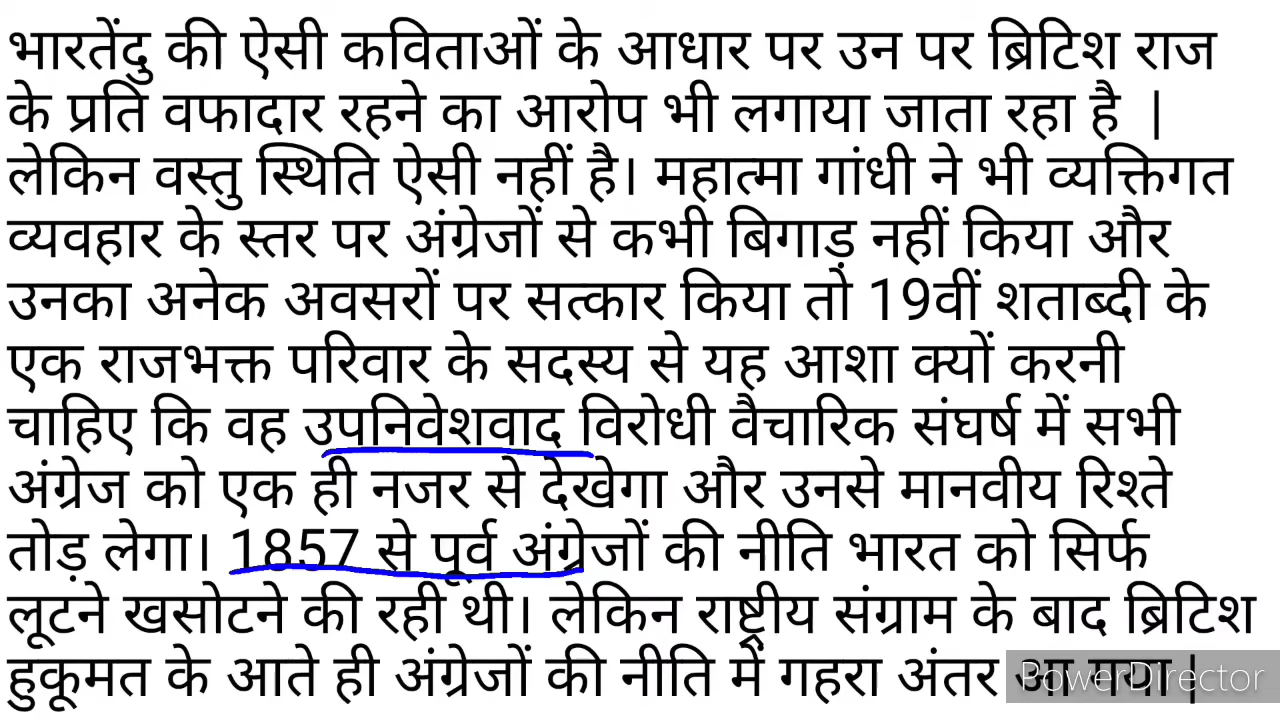 भारतेंदु की ऐसी कविताओं के आधार पर उन पर ब्रिटिश राज
के प्रति वफादार रहने का आरोप भी लगाया जाता रहा है |
लेकिन वस्तु स्थिति ऐसी नहीं है। महात्मा गांधी ने भी व्यक्तिगत
व्यवहार के स्तर पर अंग्रेजों से कभी बिगाड़ नहीं किया और
उनका अनेक अवसरों पर सत्कार किया तो 19वीं शताब्दी के
एक राजभक्त परिवार के सदस्य से यह आशा क्यों करनी
चाहिए कि वह उपनिवेशवाद विरोधी वैचारिक संघर्ष में सभी
अंग्रेज को एक ही नजर से देखेगा और उनसे मानवीय रिश्ते
तोड़ लेगा। 1857 से पूर्व अंग्रेजों की नीति भारत को सिर्फ
लूटने खसोटने की रही थी। लेकिन राष्ट्रीय संग्राम के बाद ब्रिटिश
हुकूमत के आते ही अंग्रेजों की नीति में गहरा अंतर आ गया |
PowerDirector